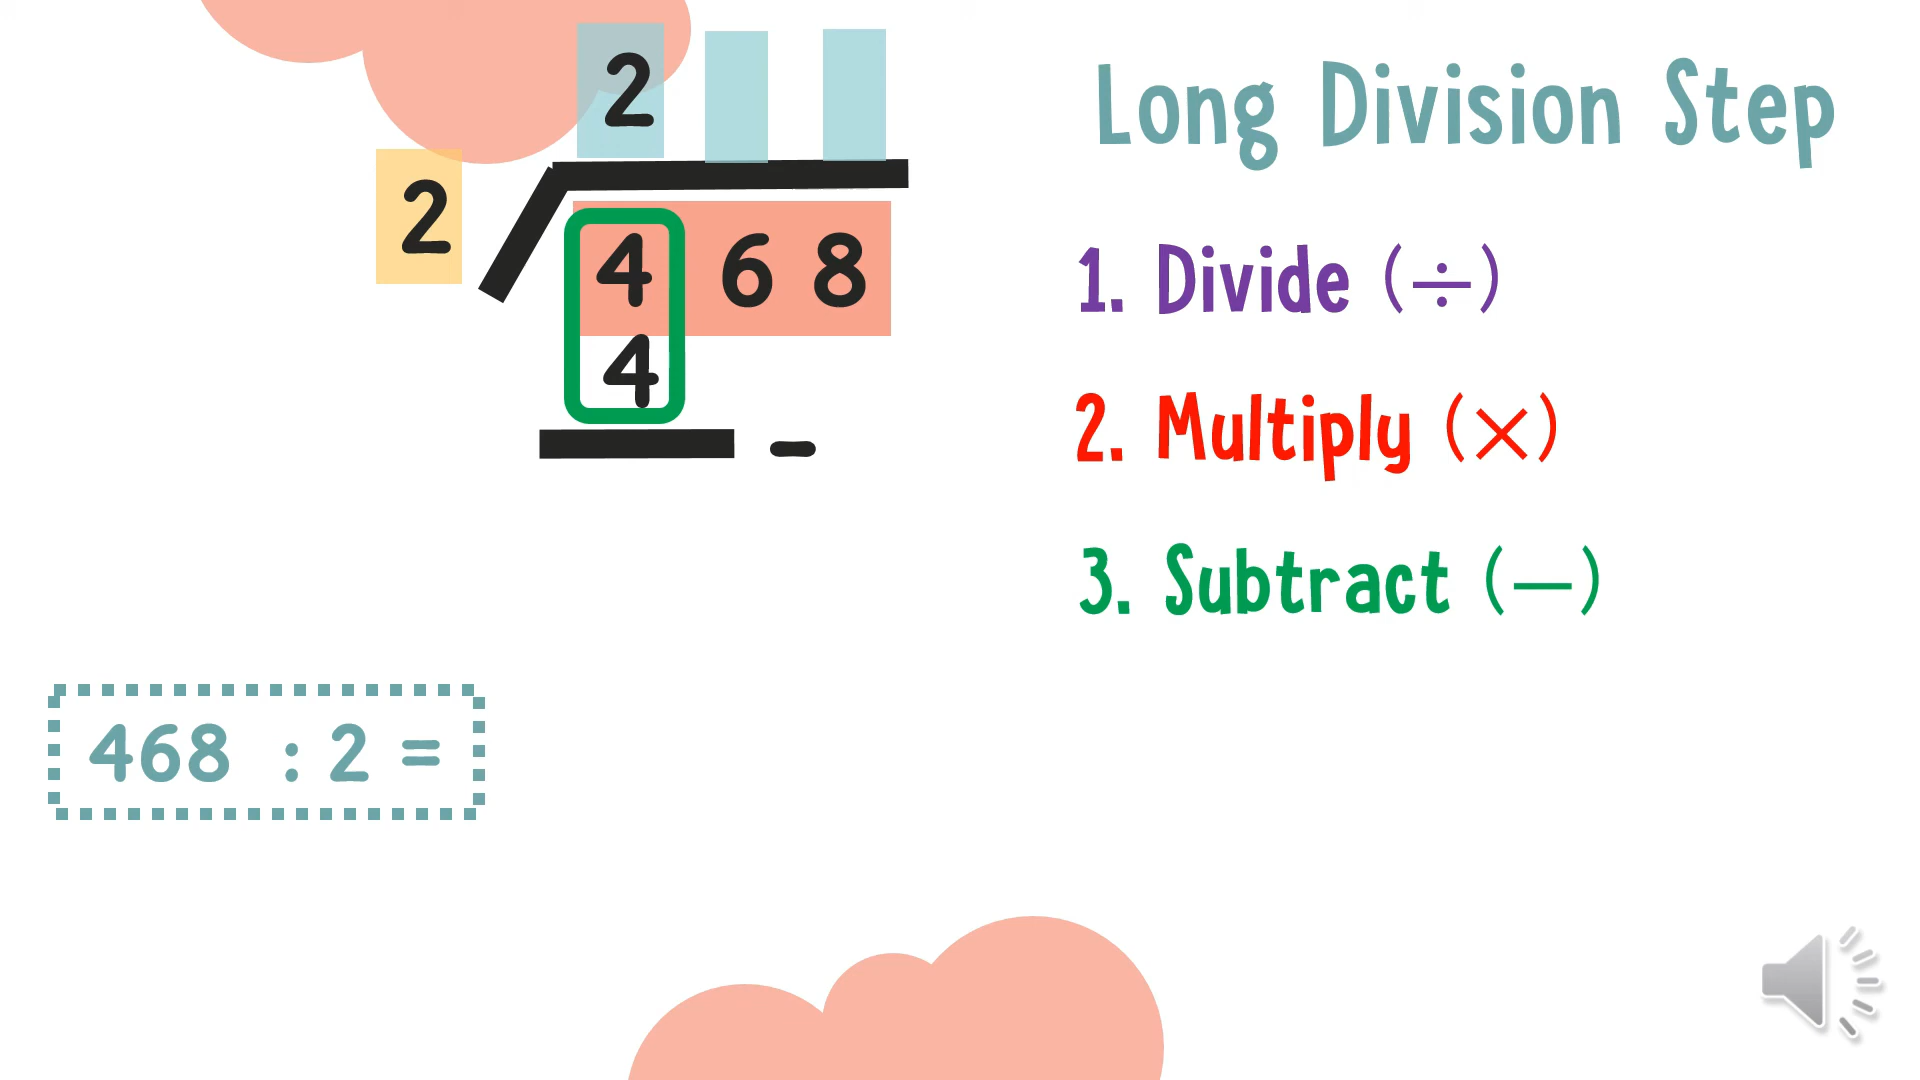 2
2
4 6 8
4
-
Long Division Step
1. Divide (÷)
2. Multiply (×)
3. Subtract (—)
468 : 2 =